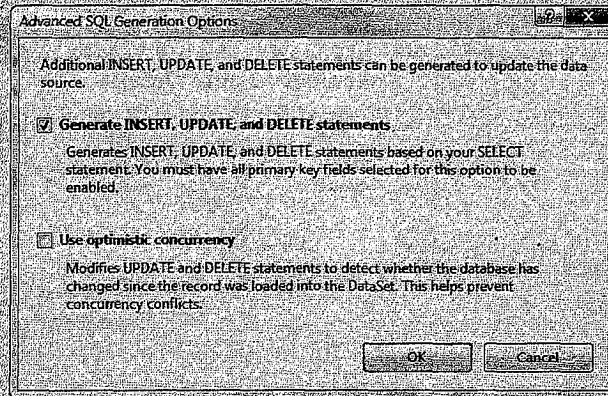 Advanced SQL Generation Options
Additional INSERT, UPDATE, and DELETE statements can be generated to update the data
source.
Generate INSERT, UPDATE, and DELETE statements
Generates INSERT, UPDATE, and DELETE statements based on your SELECT
statement. You must have all primary key fields selected for this option to be
enabled.
Use optimistic concurrency
Modifies UPDATE and DELETE statements to detect whether the database has
changed since the record was loaded into the DataSet. This helps prevent
concurrency conflicts.
OK
Cancel